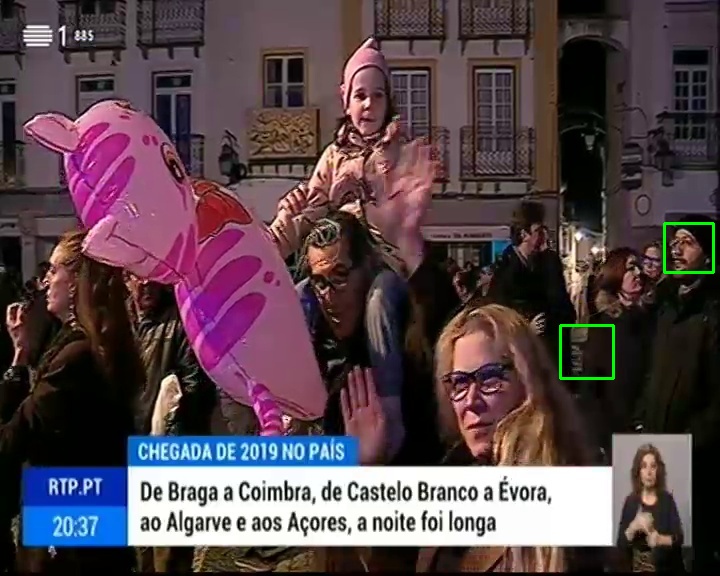 1 885
CHEGADA DE 2019 NO PAÍS
RTP.PT
20:37
De Braga a Coimbra, de Castelo Branco a Évora,
ao Algarve e aos Açores, a noite foi longa